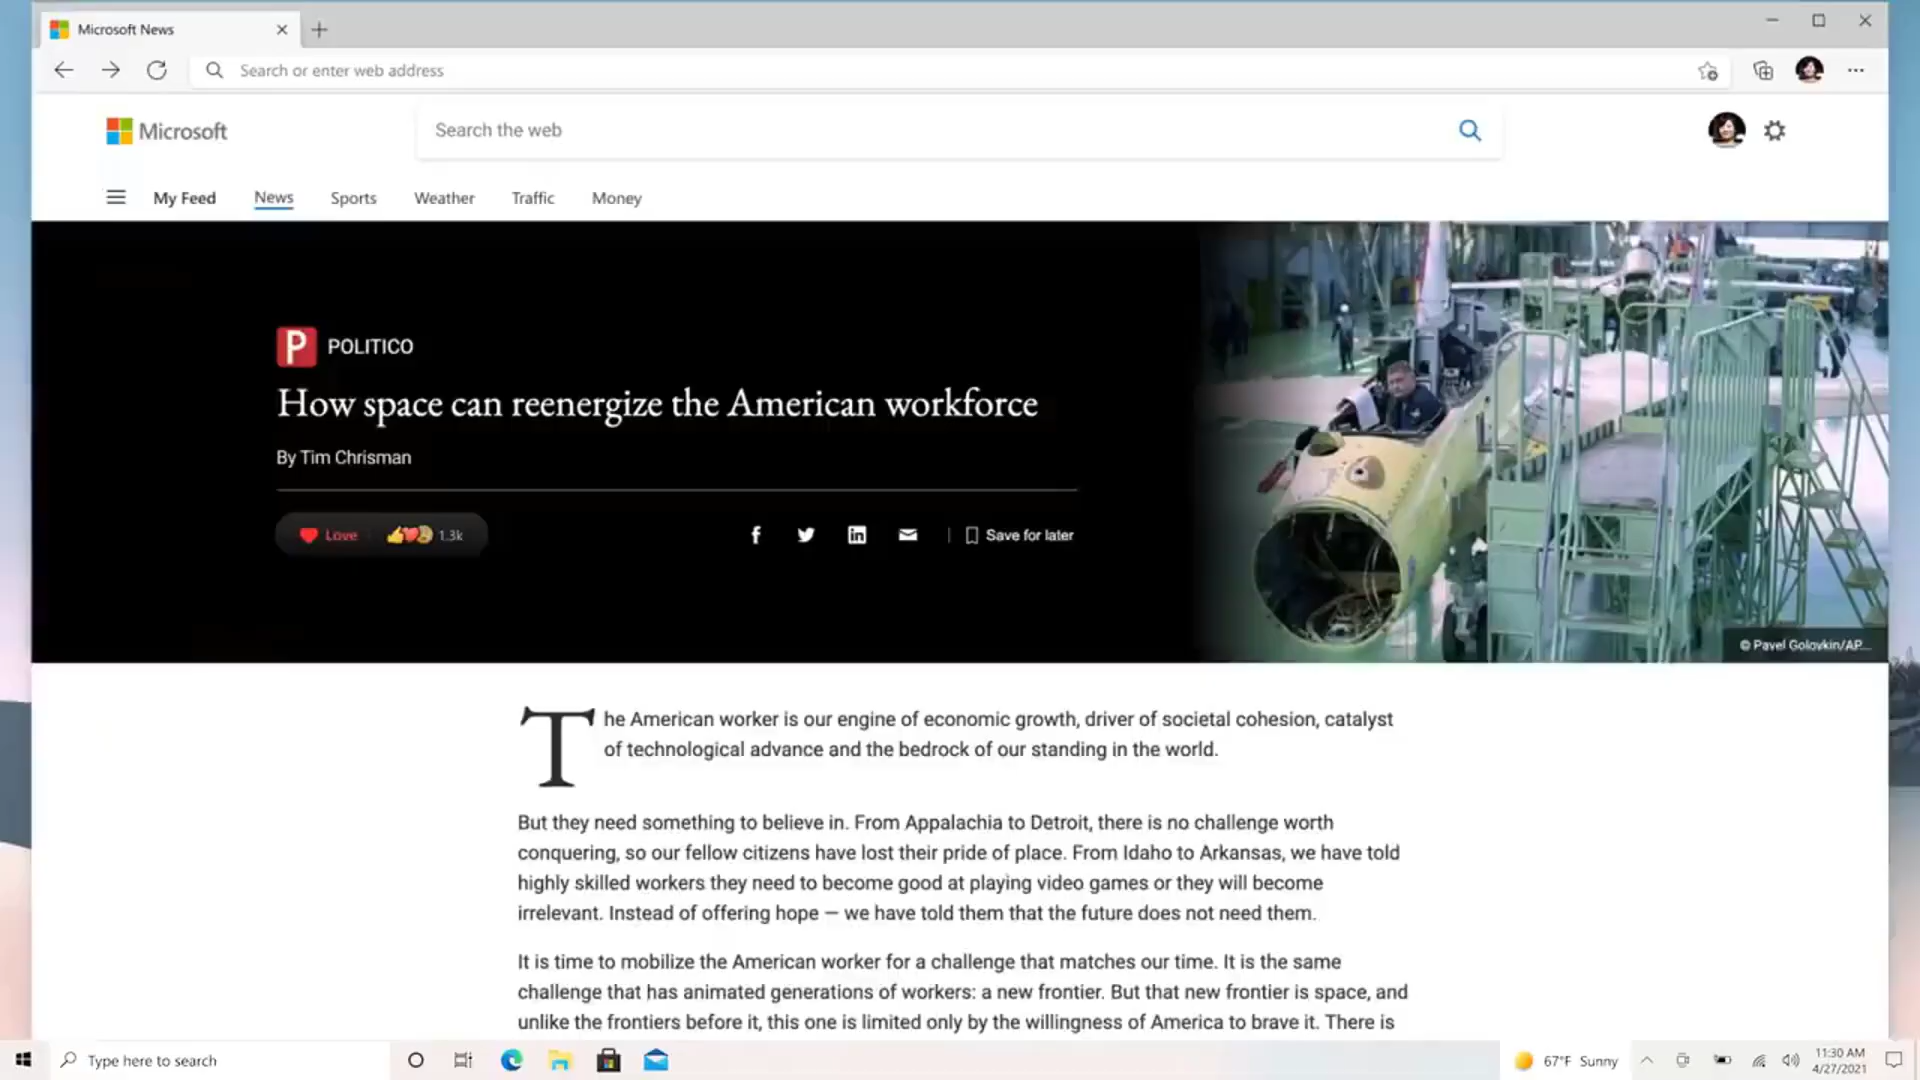 Microsoft News
Search or enter web address
Microsoft
Search the web
My Feed News Sports Weather Traffic Money
P POLITICO
How space can reenergize the American workforce
By Tim Chrisman
Love 1.3k
Save for later
© Pavel Golovkin/AP...
The American worker is our engine of economic growth, driver of societal cohesion, catalyst
of technological advance and the bedrock of our standing in the world.
But they need something to believe in. From Appalachia to Detroit, there is no challenge worth
conquering, so our fellow citizens have lost their pride of place. From Idaho to Arkansas, we have told
highly skilled workers they need to become good at playing video games or they will become
irrelevant. Instead of offering hope — we have told them that the future does not need them.
It is time to mobilize the American worker for a challenge that matches our time. It is the same
challenge that has animated generations of workers: a new frontier. But that new frontier is space, and
unlike the frontiers before it, this one is limited only by the willingness of America to brave it. There is
Type here to search
67°F Sunny
11:30 AM
4/27/2021